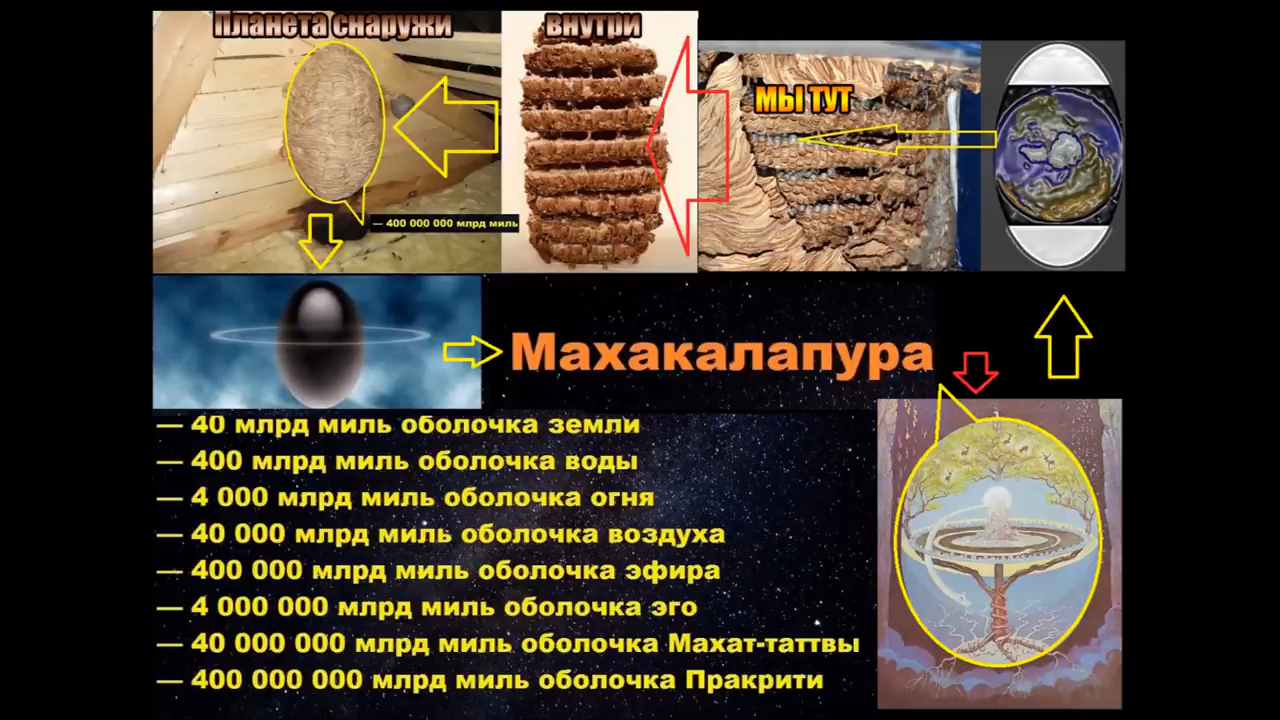 планета снаружи
внутри
МЫ ТУТ
— 400 000 000 млрд миль
Махакалапура
— 40 млрд миль оболочка земли
— 400 млрд миль оболочка воды
— 4 000 млрд миль оболочка огня
— 40 000 млрд миль оболочка воздуха
— 400 000 млрд миль оболочка эфира
— 4 000 000 млрд миль оболочка эго
— 40 000 000 млрд миль оболочка Махат-таттвы
— 400 000 000 млрд миль оболочка Пракрити